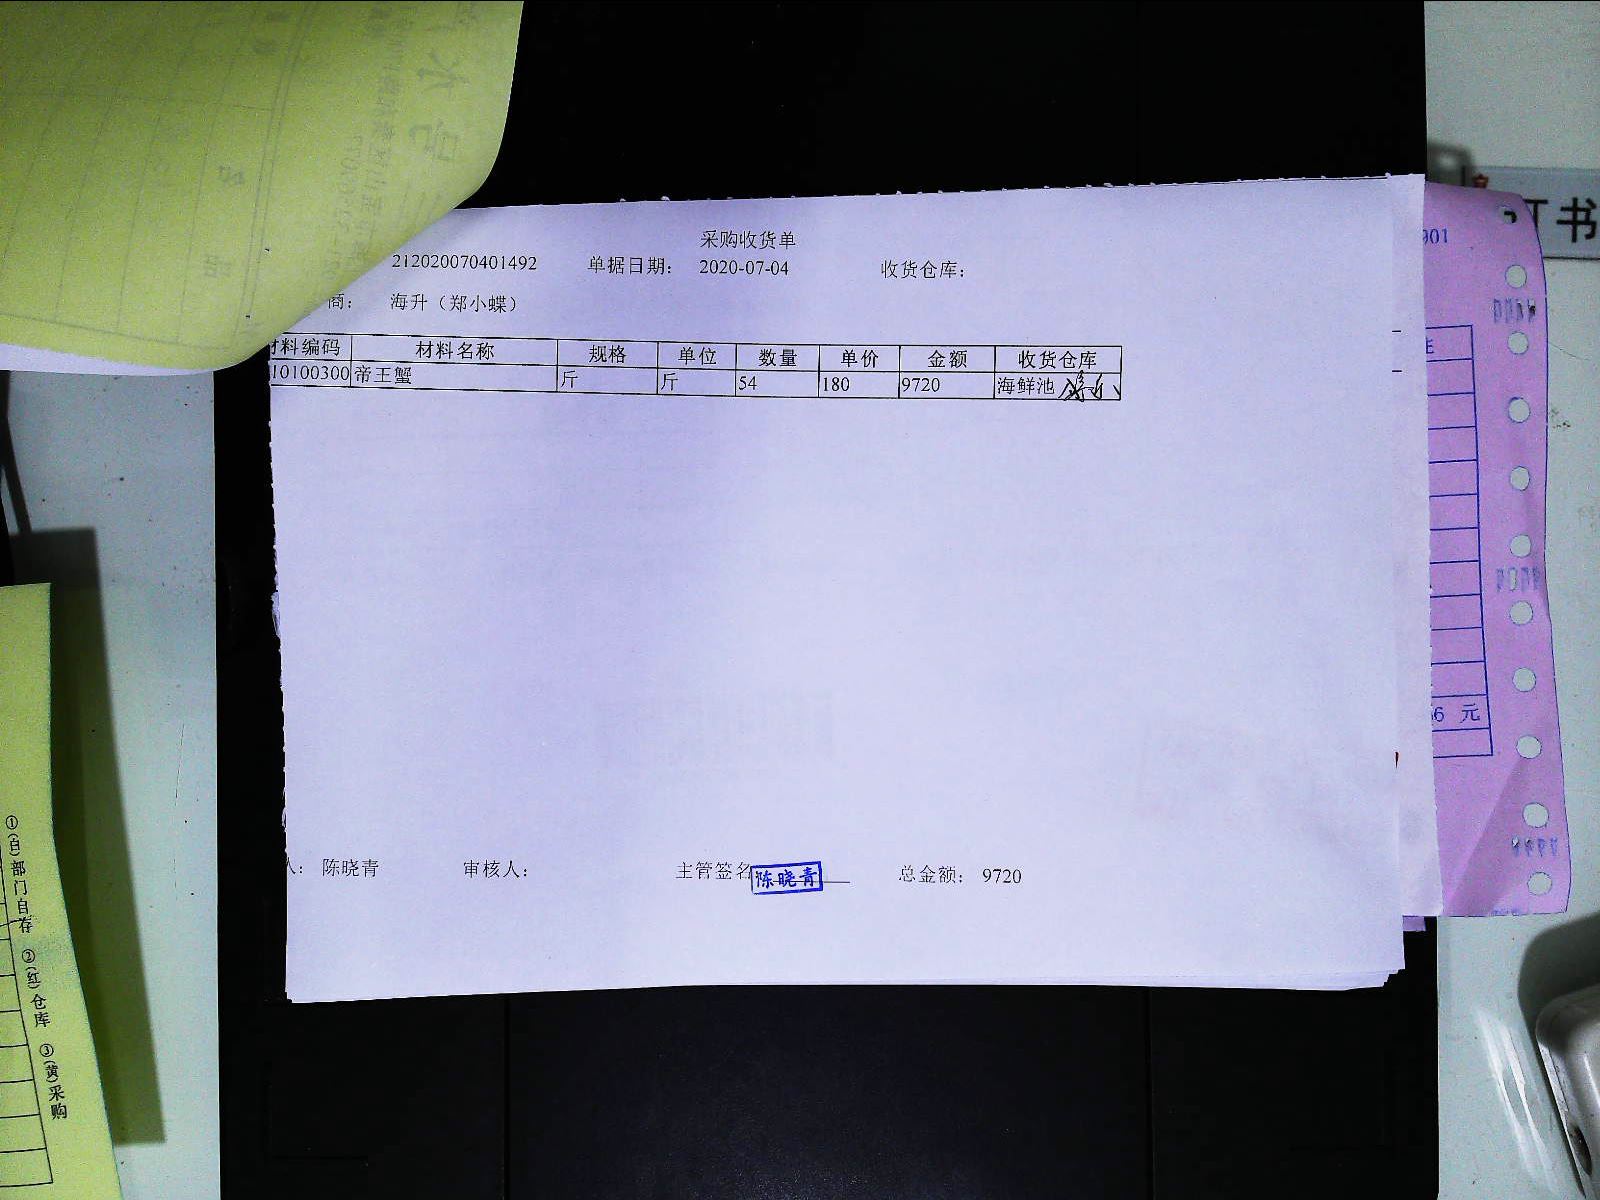 采购收货单
212020070401492 单据日期： 2020-07-04 收货仓库：
商： 海升（郑小蝶）
材料编码 材料名称 规格 单位 数量 单价 金额 收货仓库
10100300 帝王蟹 斤 斤 54 180 9720 海鲜池
人： 陈晓青 审核人： 主管签名 陈晓青 总金额： 9720
901
66 元
订书
①(白)部门自存 ②(红)仓库 ③(黄)采购